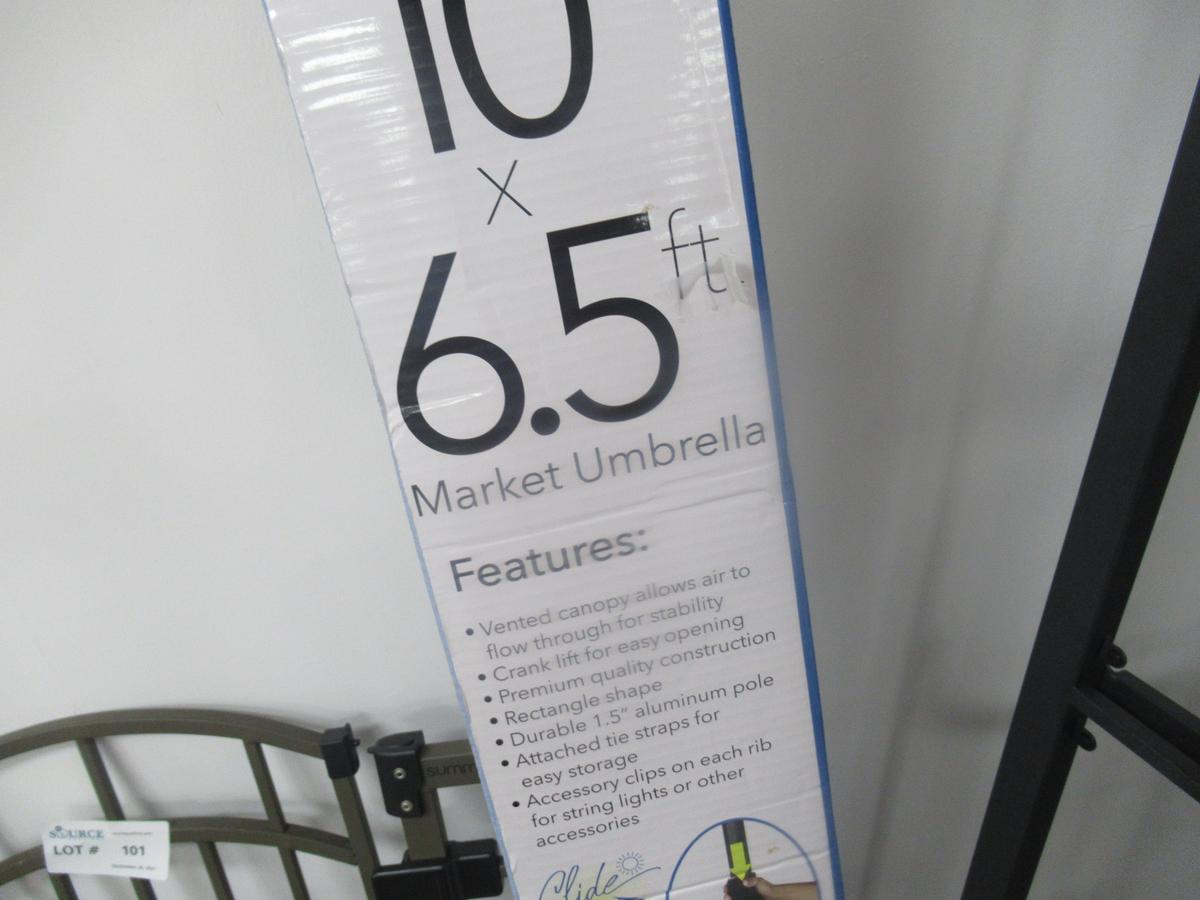 10
x
6.5 ft.
Market Umbrella
Features:
• Vented canopy allows air to
flow through for stability
• Crank lift for easy opening
• Premium quality construction
• Rectangle shape
• Durable 1.5" aluminum pole
• Attached tie straps for
easy storage
• Accessory clips on each rib
for string lights or other
accessories
Glide
summ
SOURCE
LOT # 101